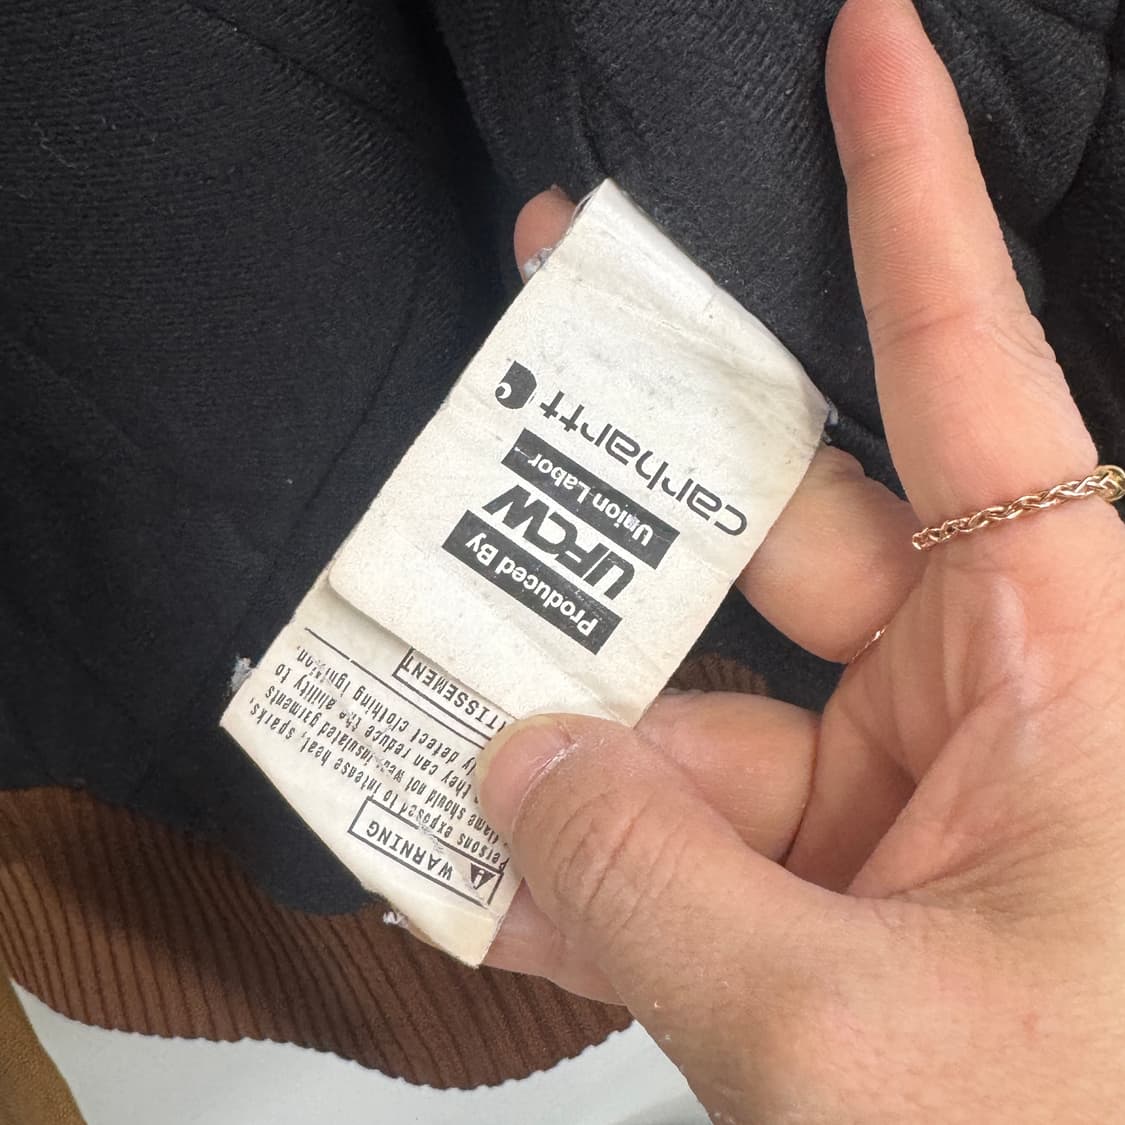 WARNING
Persons exposed to intense heat, sparks,
flame should not wear insulated garments
they can reduce the ability to
ly detect clothing ignition.
TISSEMENT
Produced By
UFCW
Union Labor
carhartt